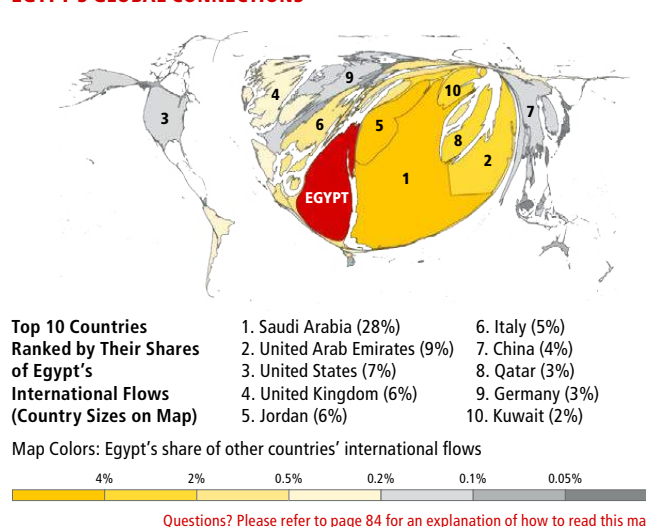 EGYPT'S GLOBAL CONNECTIONS
4
9
3
6
5
10
7
8
2
1
EGYPT
Top 10 Countries
Ranked by Their Shares
of Egypt's
International Flows
(Country Sizes on Map)
1. Saudi Arabia (28%)
2. United Arab Emirates (9%)
3. United States (7%)
4. United Kingdom (6%)
5. Jordan (6%)
6. Italy (5%)
7. China (4%)
8. Qatar (3%)
9. Germany (3%)
10. Kuwait (2%)
Map Colors: Egypt's share of other countries' international flows
4% 2% 0.5% 0.2% 0.1% 0.05%
Questions? Please refer to page 84 for an explanation of how to read this ma